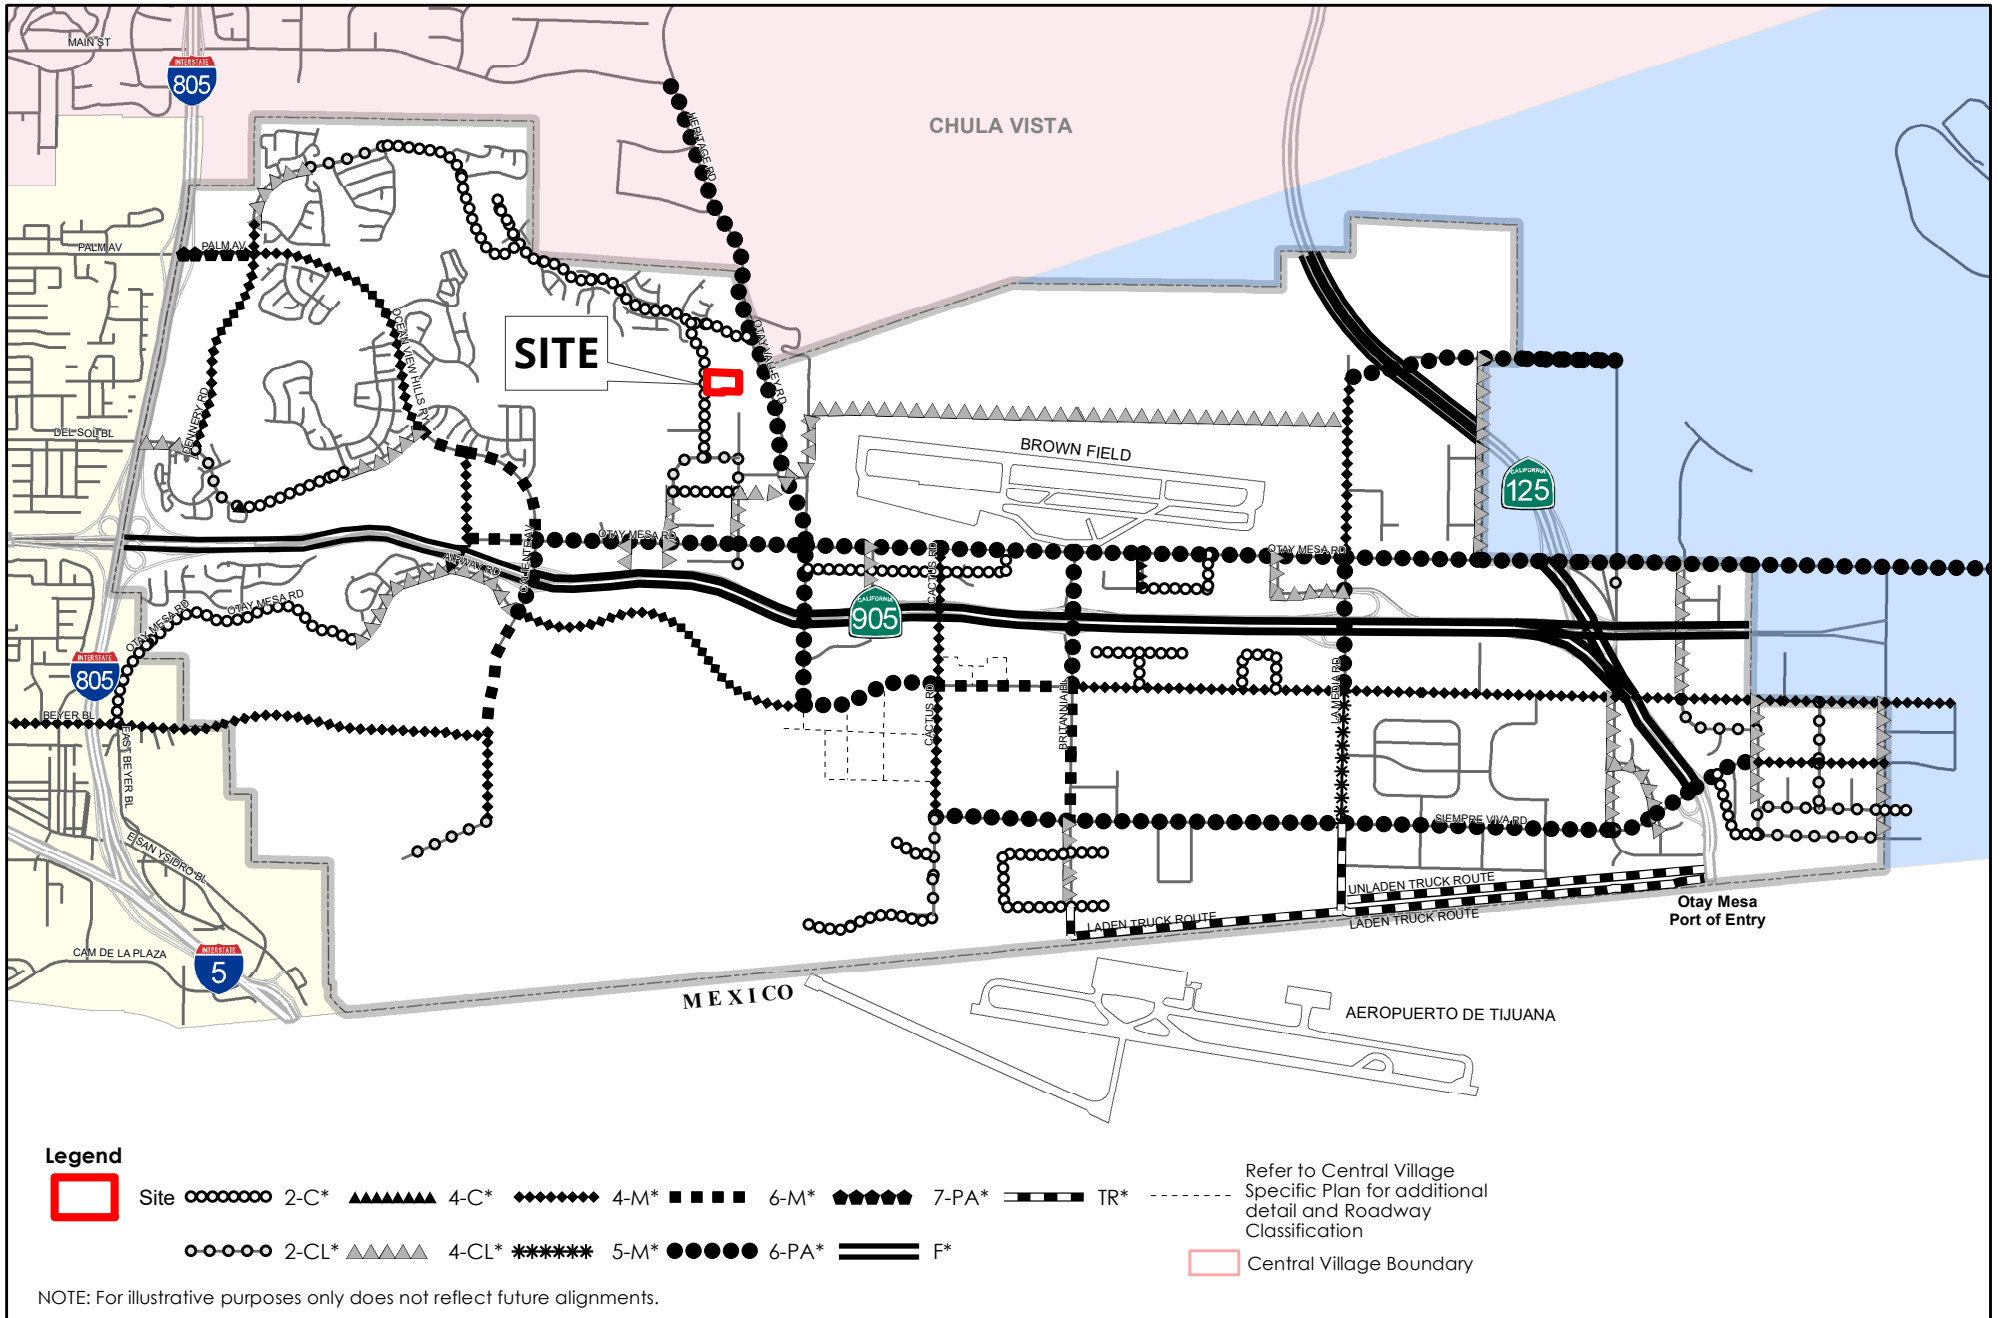 MAIN ST
INTERSTATE
805
CHULA VISTA
HERITAGE RD
PALM AV
PALM AV
OCEAN VIEW HILLS
SITE
OTAY VALLEY RD
DENNERY RD
DEL SOL BL
BROWN FIELD
CALIFORNIA
125
OTAY MESA RD
OTAY MESA RD
AIRWAY RD
CALIENTE AV
CACTUS RD
CALIFORNIA
905
OTAY MESA RD
OTAY MESA RD
INTERSTATE
805
BEYER BL
EAST BEYER BL
CACTUS RD
BRITANNIA BL
LA MEDIA RD
SIEMPRE VIVA RD
E SAN YSIDRO BL
UNLADEN TRUCK ROUTE
LADEN TRUCK ROUTE
LADEN TRUCK ROUTE
Otay Mesa
Port of Entry
CAM DE LA PLAZA
INTERSTATE
5
MEXICO
AEROPUERTO DE TIJUANA
Legend
Site
2-C*
4-C*
4-M*
6-M*
7-PA*
TR*
Refer to Central Village
Specific Plan for additional
detail and Roadway
Classification
2-CL*
4-CL*
5-M*
6-PA*
F*
Central Village Boundary
NOTE: For illustrative purposes only does not reflect future alignments.